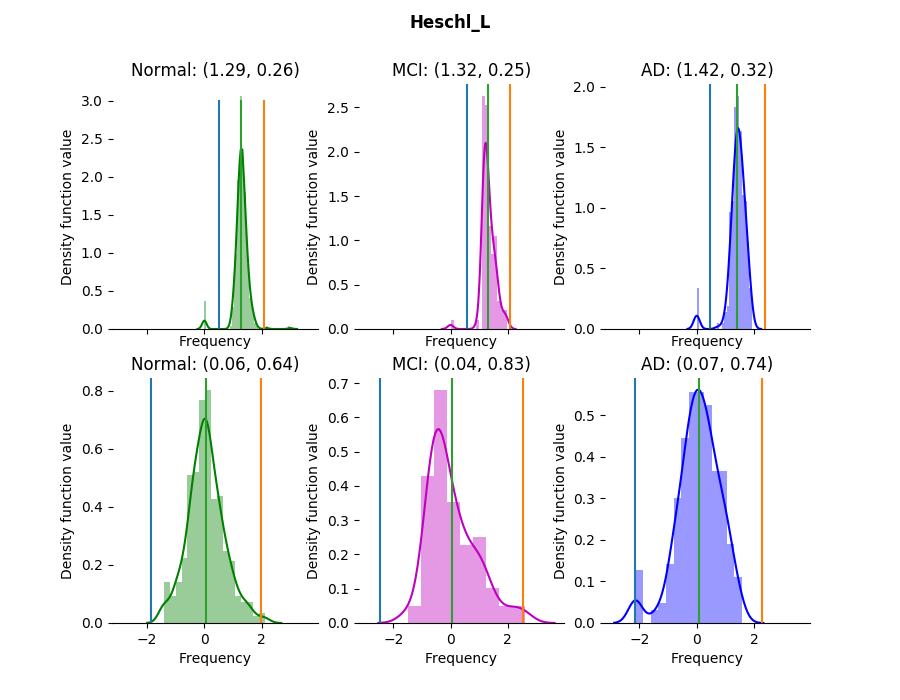 Heschl_L
Normal: (1.29, 0.26)
MCI: (1.32, 0.25)
AD: (1.42, 0.32)
Density function value
3.0
2.5
2.0
1.5
1.0
0.5
0.0
Frequency
Density function value
2.5
2.0
1.5
1.0
0.5
0.0
Frequency
Density function value
2.0
1.5
1.0
0.5
0.0
Frequency
Normal: (0.06, 0.64)
MCI: (0.04, 0.83)
AD: (0.07, 0.74)
Density function value
0.8
0.6
0.4
0.2
0.0
−2 0 2
Frequency
Density function value
0.7
0.6
0.5
0.4
0.3
0.2
0.1
0.0
−2 0 2
Frequency
Density function value
0.5
0.4
0.3
0.2
0.1
0.0
−2 0 2
Frequency